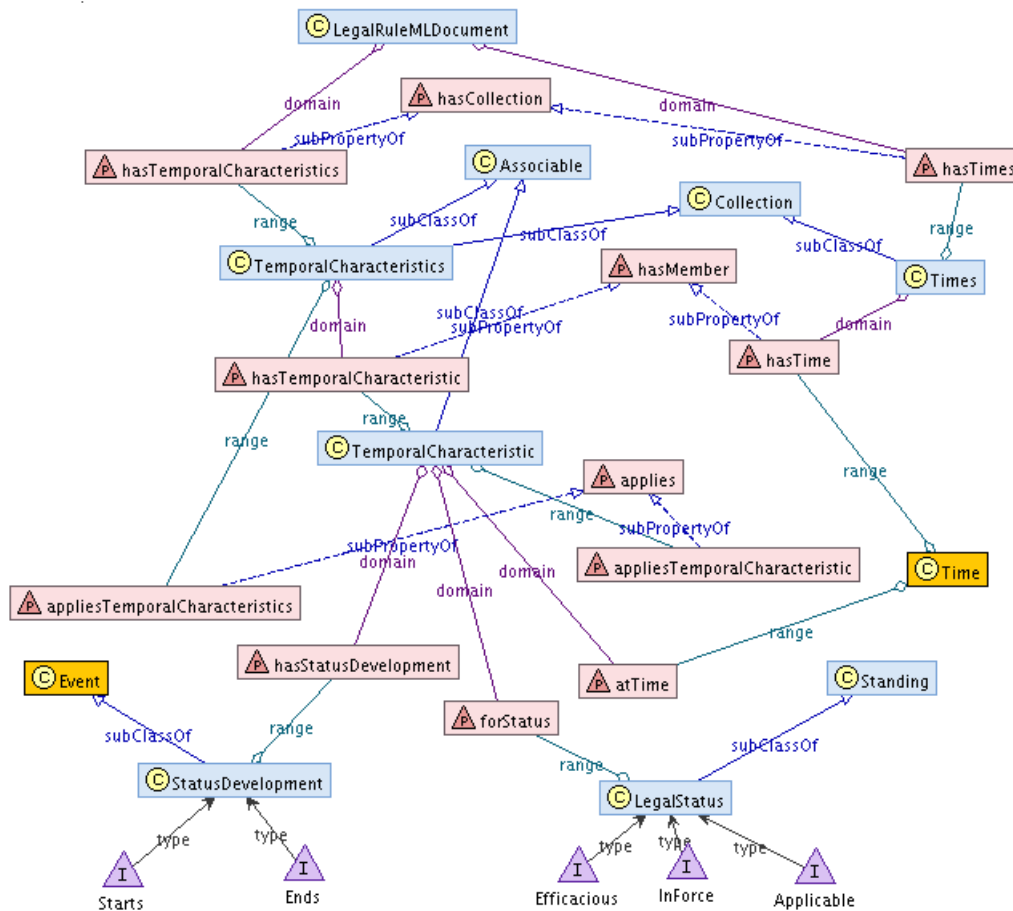 C LegalRuleMLDocument
domain
P hasCollection
domain
subPropertyOf
subPropertyOf
P hasTemporalCharacteristics
C Associable
P hasTimes
C Collection
range
subClassOf
subClassOf
subClassOf
range
C TemporalCharacteristics
P hasMember
C Times
subClassOf
subPropertyOf
domain
subPropertyOf
domain
P hasTime
P hasTemporalCharacteristic
range
range
C TemporalCharacteristic
range
P applies
range
subPropertyOf
subPropertyOf
domain
domain
domain
P appliesTemporalCharacteristic
C Time
P appliesTemporalCharacteristics
range
P hasStatusDevelopment
C Event
P atTime
C Standing
P forStatus
range
subClassOf
subClassOf
range
C StatusDevelopment
C LegalStatus
type
type
type
type
type
I
I
I
I
I
Starts
Ends
Efficacious
InForce
Applicable